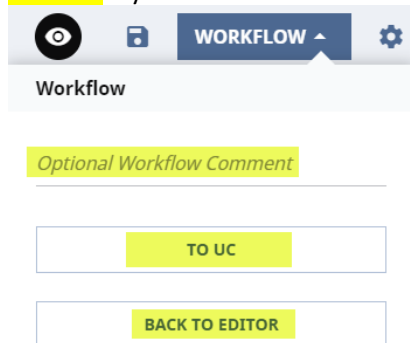 WORKFLOW
Workflow
Optional Workflow Comment
TO UC
BACK TO EDITOR